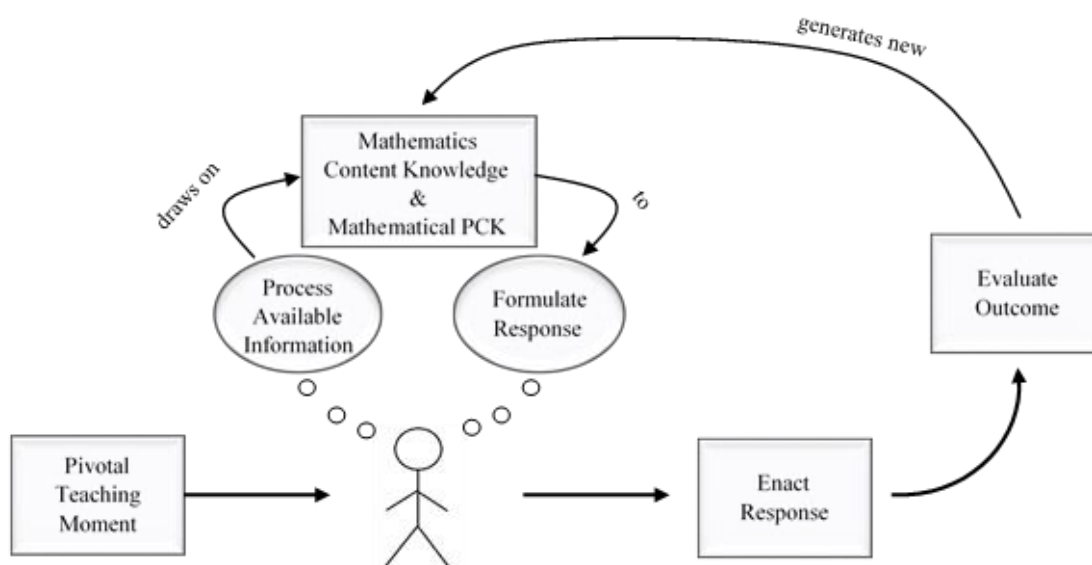 generates new
Mathematics
Content Knowledge
&
Mathematical PCK
draws on
to
Process
Available
Information
Formulate
Response
Evaluate
Outcome
Pivotal
Teaching
Moment
Enact
Response